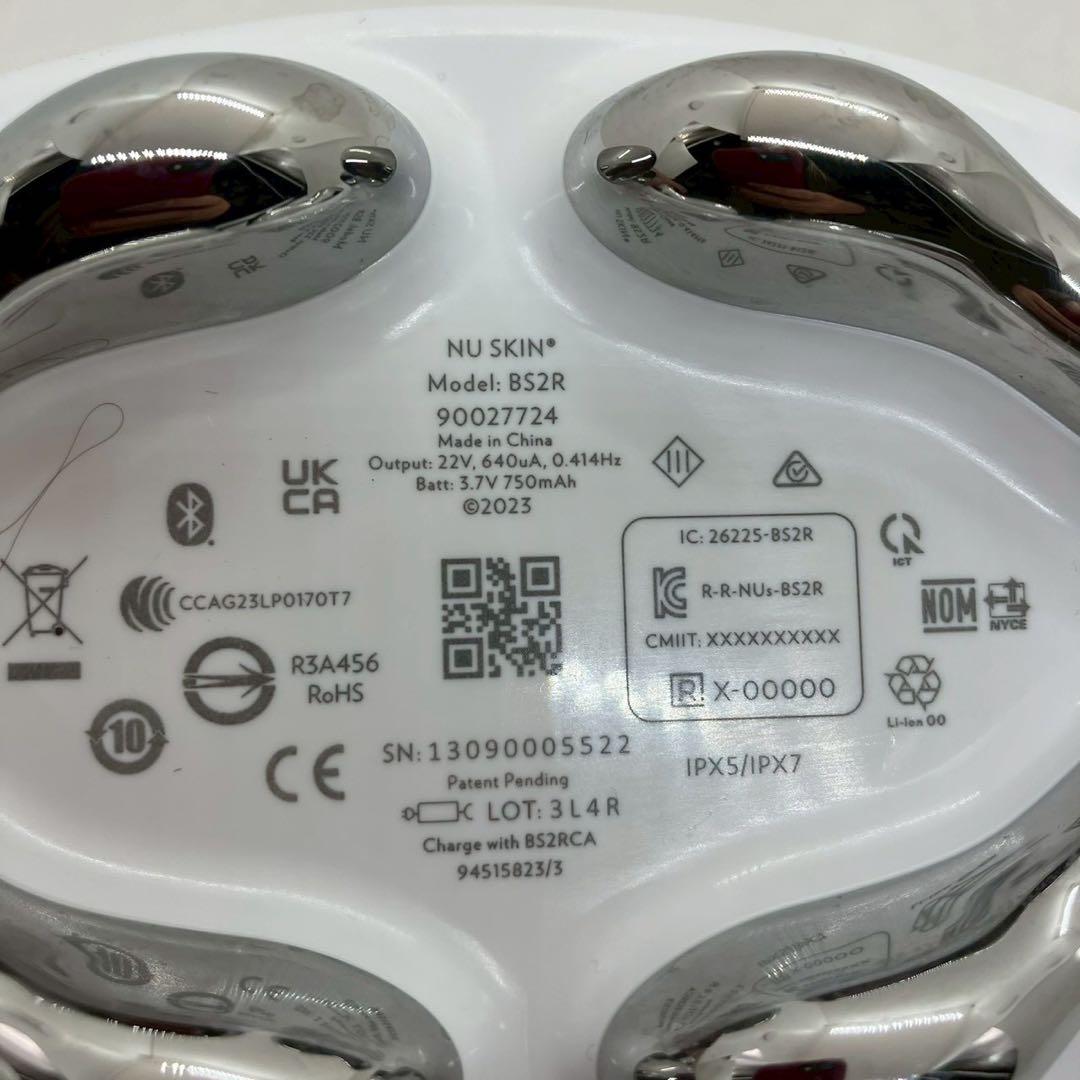 NU SKIN®
Model: BS2R
90027724
Made in China
Output: 22V, 640uA, 0.414Hz
Batt: 3.7V 750mAh
©2023
UK
CA
IC: 26225-BS2R
ICT
R-R-NUs-BS2R
CCAG23LP0170T7
NOM
NYCE
CMIIT: XXXXXXXXXX
R3A456
RoHS
R X-00000
Li-Ion 00
10
CE
SN: 13090005522
IPX5/IPX7
Patent Pending
LOT: 3L4R
Charge with BS2RCA
94515823/3